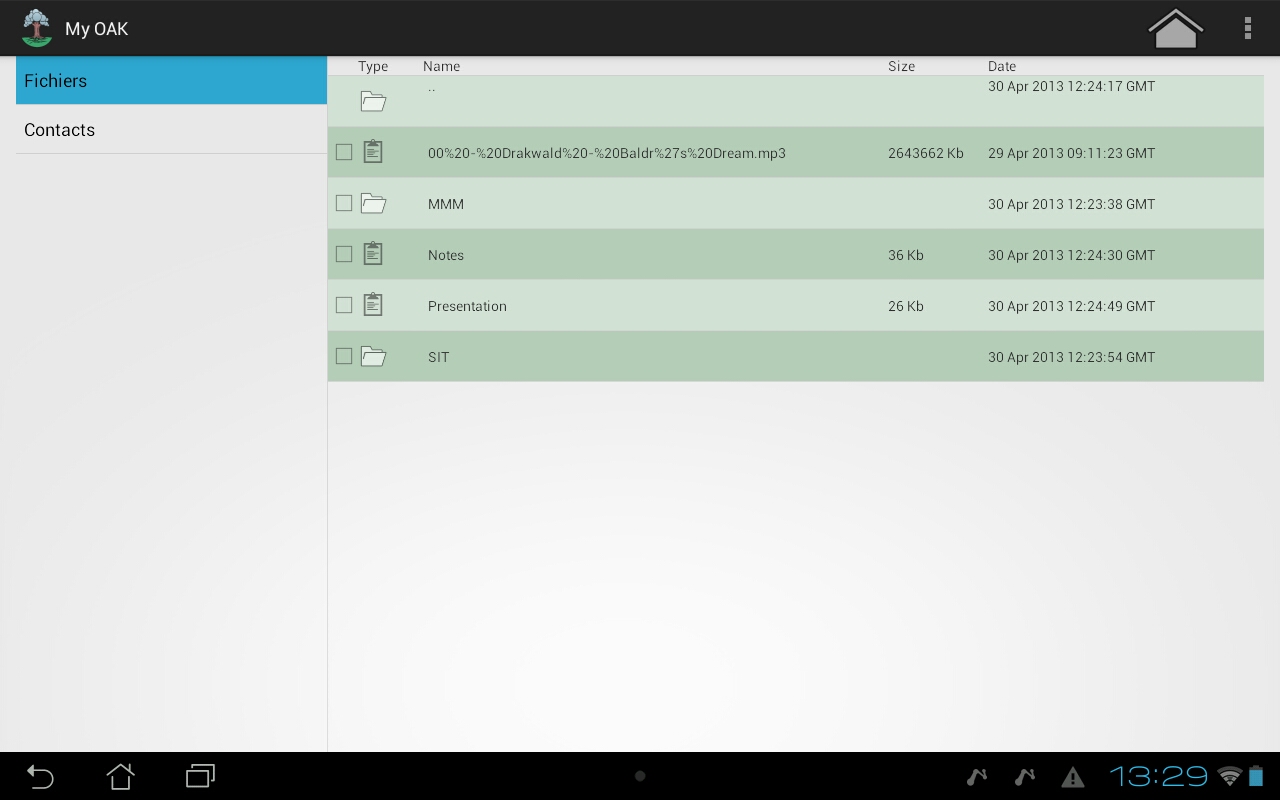 My OAK
Fichiers
Contacts
Type Name Size Date
.. 30 Apr 2013 12:24:17 GMT
00%20-%20Drakwald%20-%20Baldr%27s%20Dream.mp3 2643662 Kb 29 Apr 2013 09:11:23 GMT
MMM 30 Apr 2013 12:23:38 GMT
Notes 36 Kb 30 Apr 2013 12:24:30 GMT
Presentation 26 Kb 30 Apr 2013 12:24:49 GMT
SIT 30 Apr 2013 12:23:54 GMT
13:29